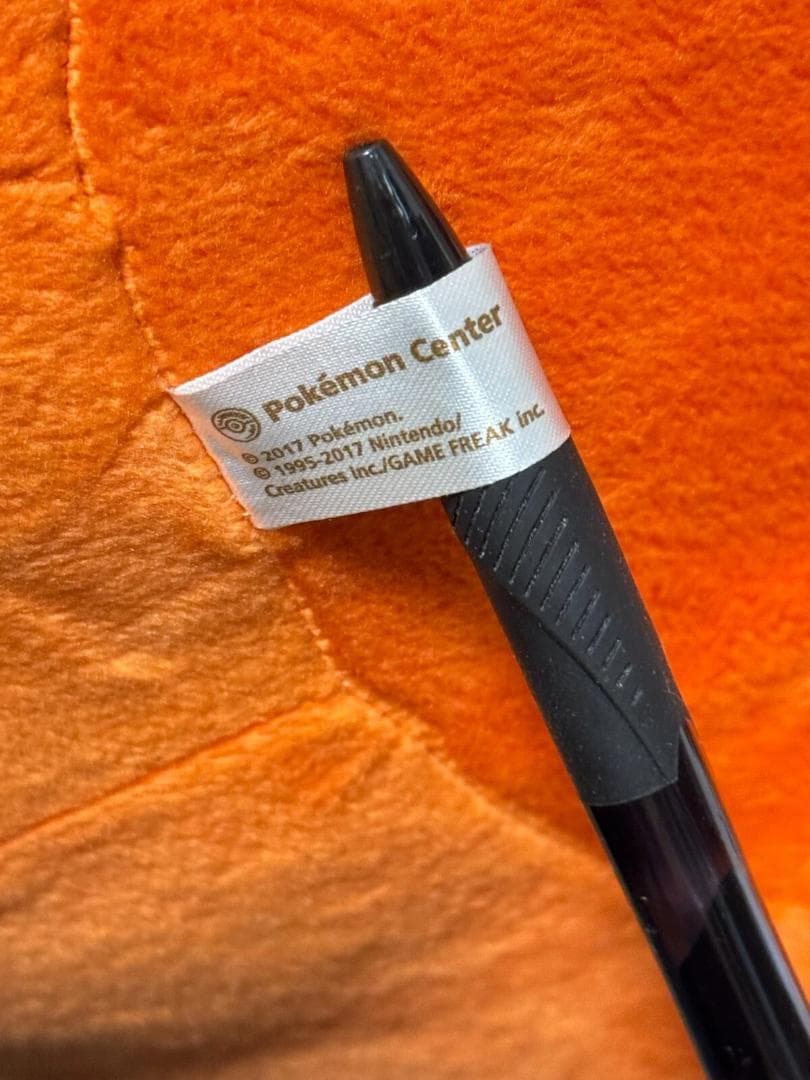 Pokémon Center
© 2017 Pokémon.
© 1995-2017 Nintendo/
Creatures Inc./GAME FREAK inc.